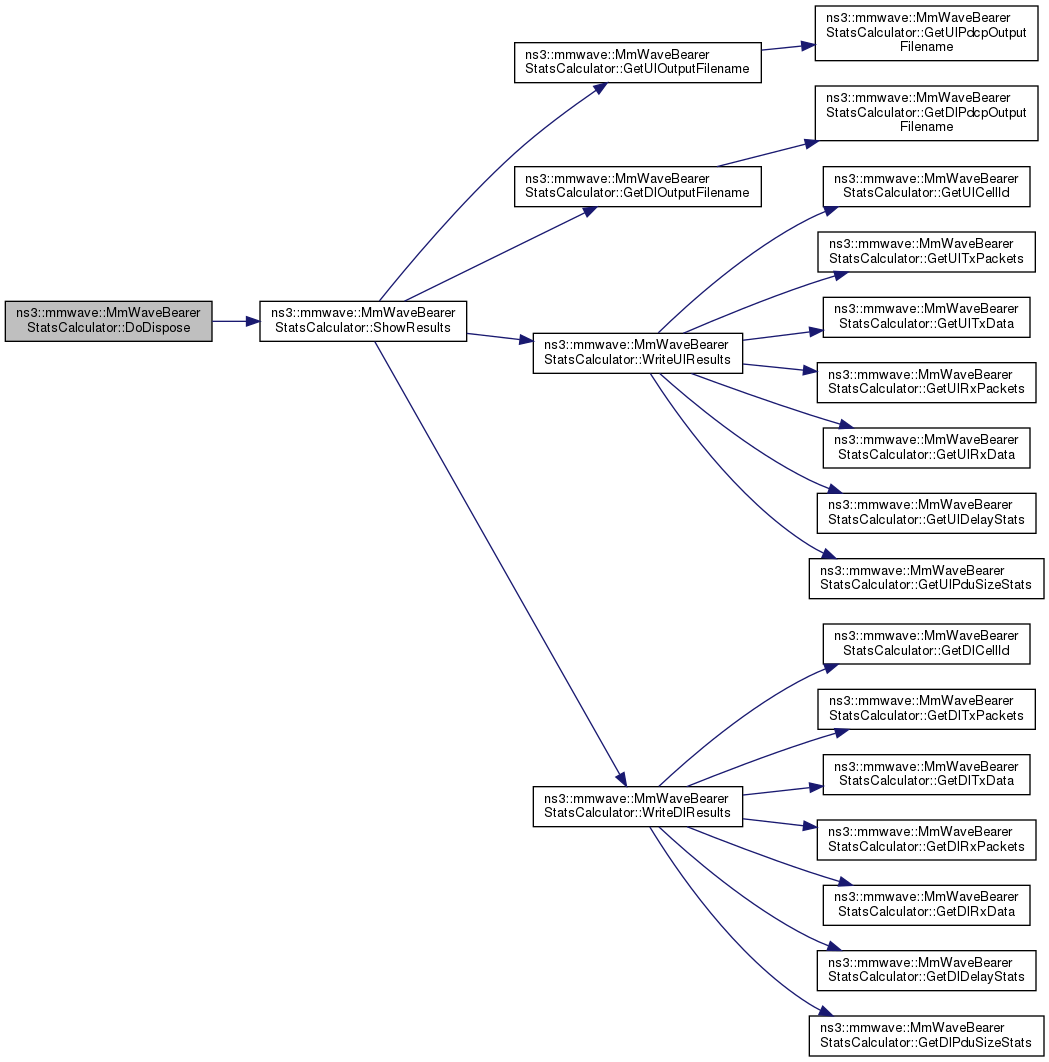 ns3::mmwave::MmWaveBearer
StatsCalculator::DoDispose
ns3::mmwave::MmWaveBearer
StatsCalculator::ShowResults
ns3::mmwave::MmWaveBearer
StatsCalculator::GetUlOutputFilename
ns3::mmwave::MmWaveBearer
StatsCalculator::GetDlOutputFilename
ns3::mmwave::MmWaveBearer
StatsCalculator::WriteUlResults
ns3::mmwave::MmWaveBearer
StatsCalculator::WriteDlResults
ns3::mmwave::MmWaveBearer
StatsCalculator::GetUlPdcpOutput
Filename
ns3::mmwave::MmWaveBearer
StatsCalculator::GetDlPdcpOutput
Filename
ns3::mmwave::MmWaveBearer
StatsCalculator::GetUlCellId
ns3::mmwave::MmWaveBearer
StatsCalculator::GetUlTxPackets
ns3::mmwave::MmWaveBearer
StatsCalculator::GetUlTxData
ns3::mmwave::MmWaveBearer
StatsCalculator::GetUlRxPackets
ns3::mmwave::MmWaveBearer
StatsCalculator::GetUlRxData
ns3::mmwave::MmWaveBearer
StatsCalculator::GetUlDelayStats
ns3::mmwave::MmWaveBearer
StatsCalculator::GetUlPduSizeStats
ns3::mmwave::MmWaveBearer
StatsCalculator::GetDlCellId
ns3::mmwave::MmWaveBearer
StatsCalculator::GetDlTxPackets
ns3::mmwave::MmWaveBearer
StatsCalculator::GetDlTxData
ns3::mmwave::MmWaveBearer
StatsCalculator::GetDlRxPackets
ns3::mmwave::MmWaveBearer
StatsCalculator::GetDlRxData
ns3::mmwave::MmWaveBearer
StatsCalculator::GetDlDelayStats
ns3::mmwave::MmWaveBearer
StatsCalculator::GetDlPduSizeStats